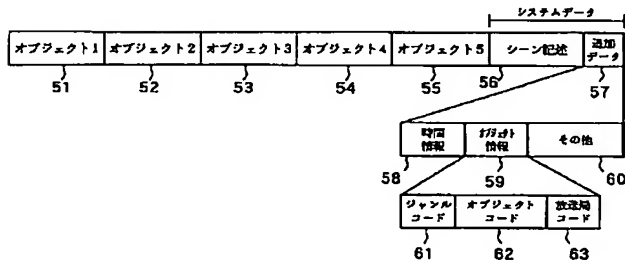 システムデータ
オブジェクト1 オブジェクト2 オブジェクト3 オブジェクト4 オブジェクト5 シーン記述 追加
データ
51 52 53 54 55 56 57
時間
情報 オブジェクト
情報 その他
58 59 60
ジャンル
コード オブジェクト
コード 放送局
コード
61 62 63